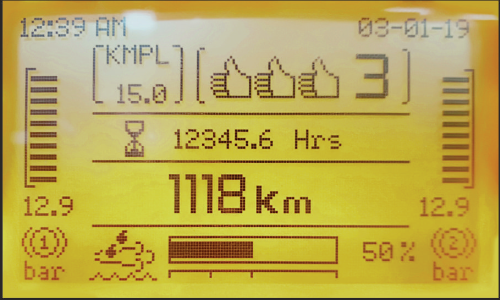 12:39 AM 03-01-19
KMPL
15.0 3
12345.6 Hrs
1118 km
12.9 12.9
1 50% 2
bar bar